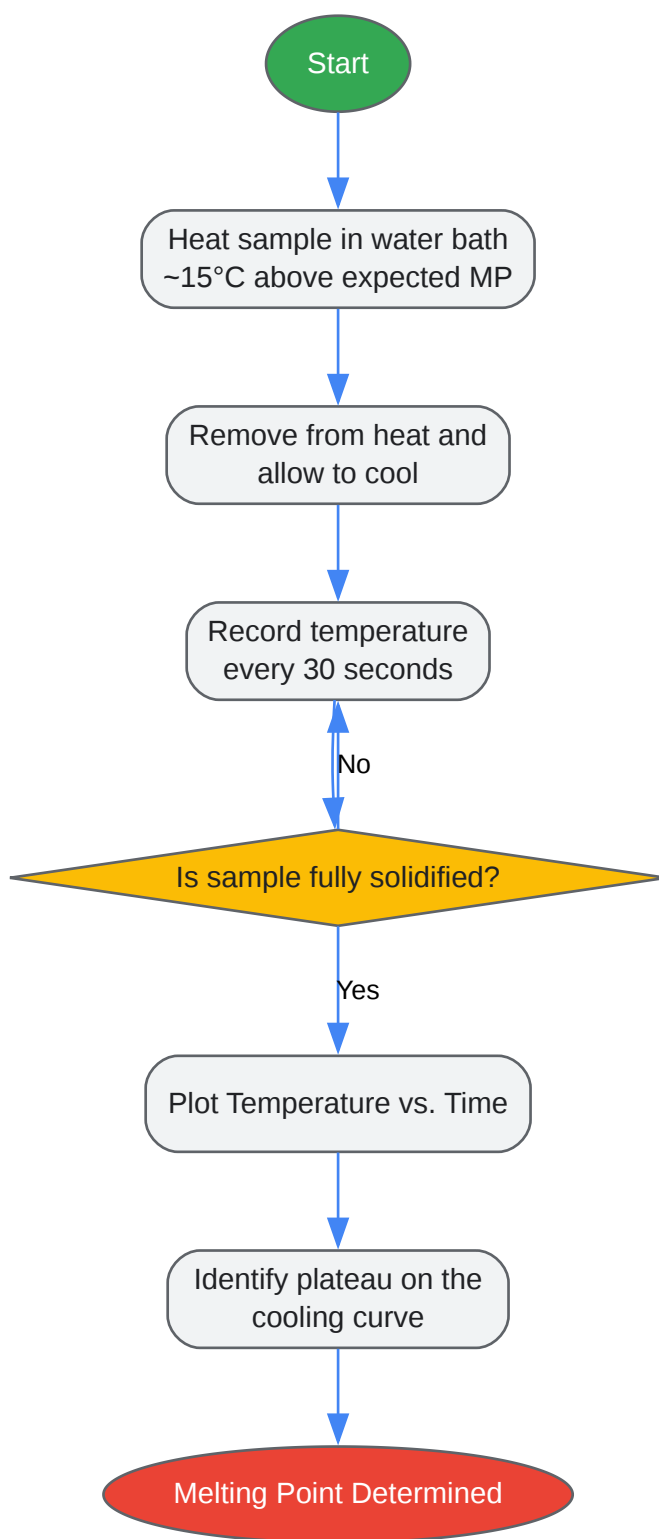 Start
Heat sample in water bath
~15°C above expected MP
Remove from heat and
allow to cool
Record temperature
every 30 seconds
No
Is sample fully solidified?
Yes
Plot Temperature vs. Time
Identify plateau on the
cooling curve
Melting Point Determined